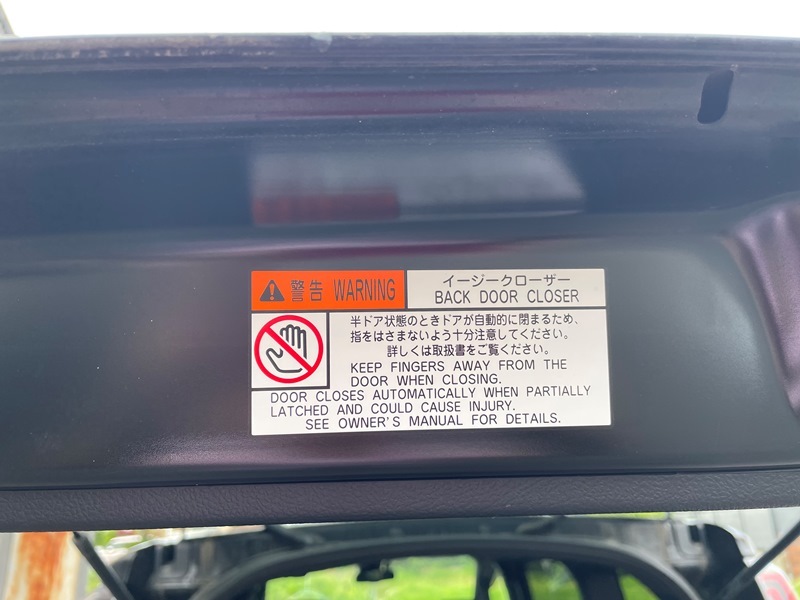 警告 WARNING
イージークローザー
BACK DOOR CLOSER
半ドア状態のときドアが自動的に閉まるため、
指をはさまないよう十分注意してください。
詳しくは取扱書をご覧ください。
KEEP FINGERS AWAY FROM THE
DOOR WHEN CLOSING.
DOOR CLOSES AUTOMATICALLY WHEN PARTIALLY
LATCHED AND COULD CAUSE INJURY.
SEE OWNER'S MANUAL FOR DETAILS.